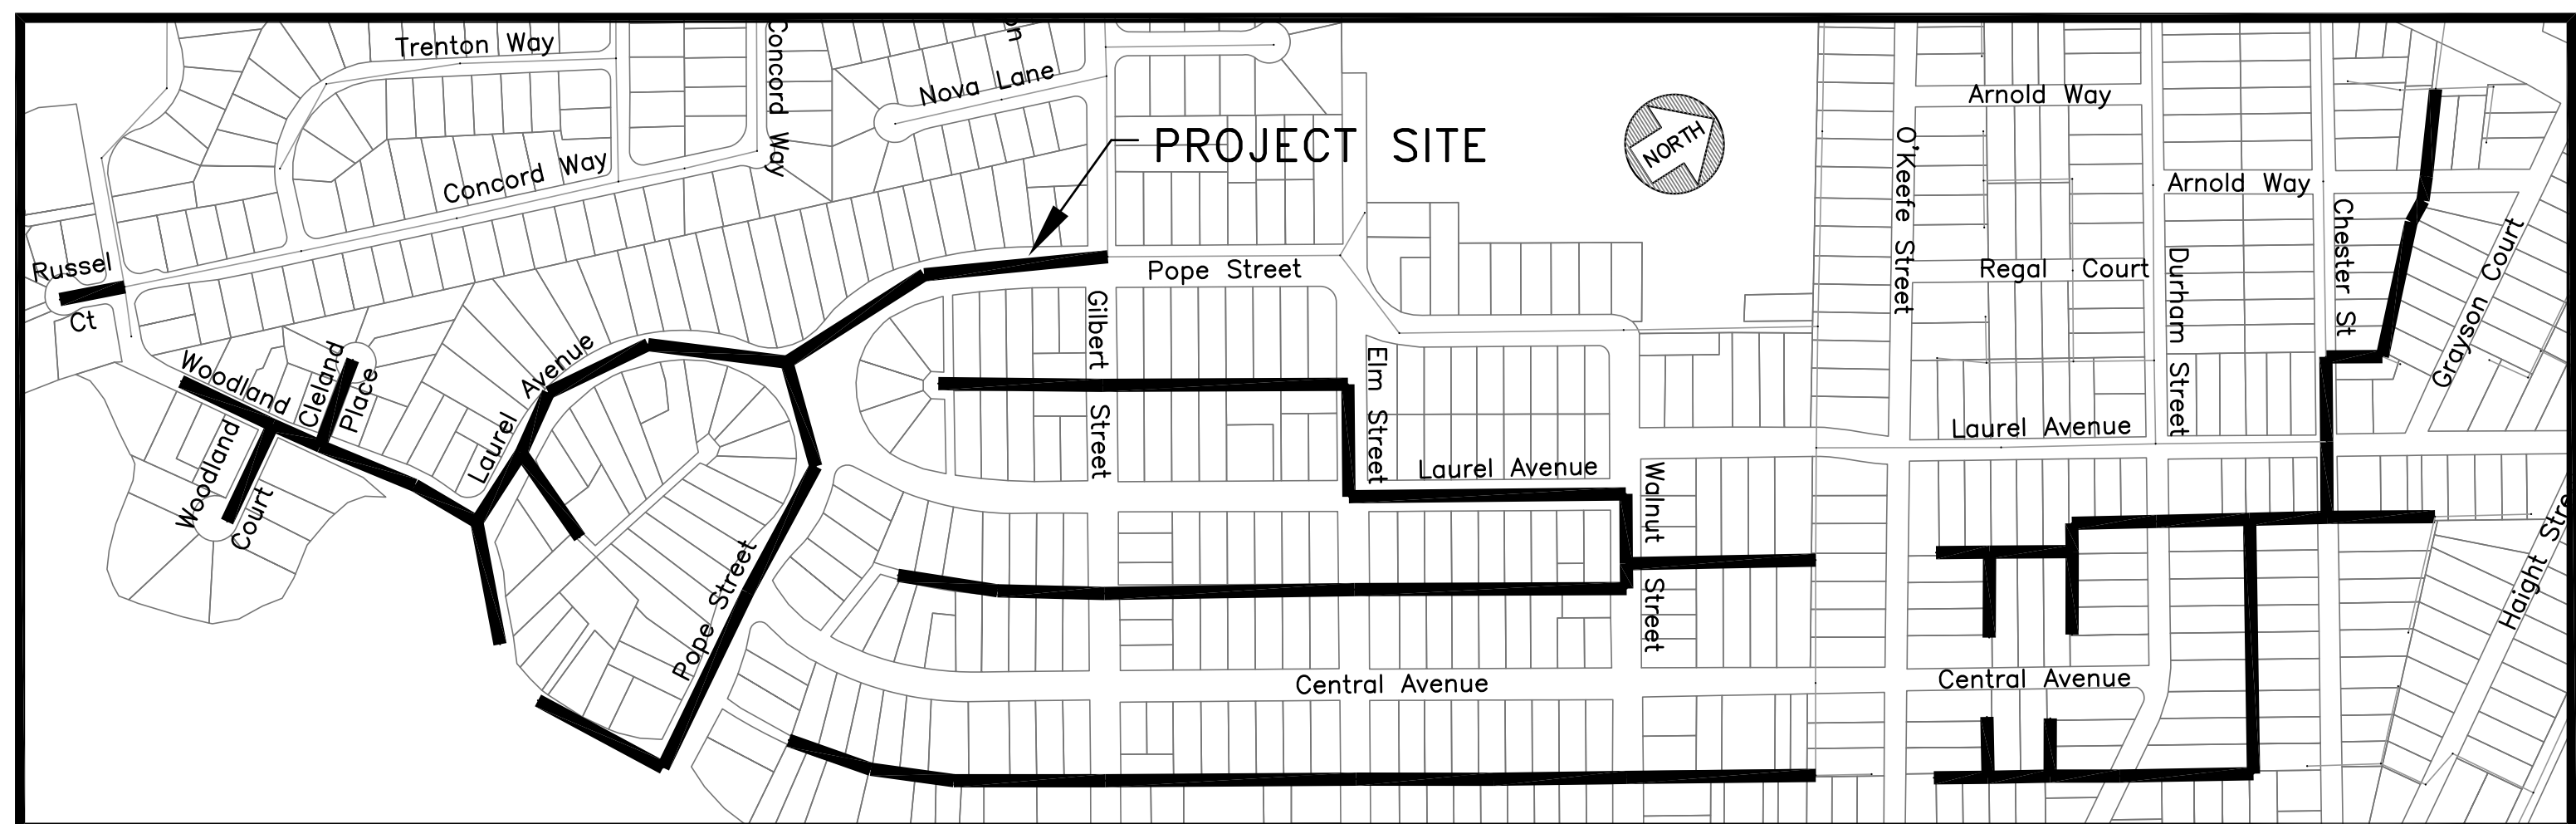 Trenton Way
Concord Way
Nova Lane
PROJECT SITE
NORTH
Arnold Way
O'Keefe Street
Concord Way
Arnold Way
Chester St
Grayson Court
Russel
Ct
Pope Street
Regal Court
Durham
Street
Gilbert
Street
Elm Street
Woodland
Cleland
Place
Laurel
Avenue
Laurel Avenue
Laurel Avenue
Walnut
Street
Woodland
Court
Pope Street
Central Avenue
Central Avenue
Haight